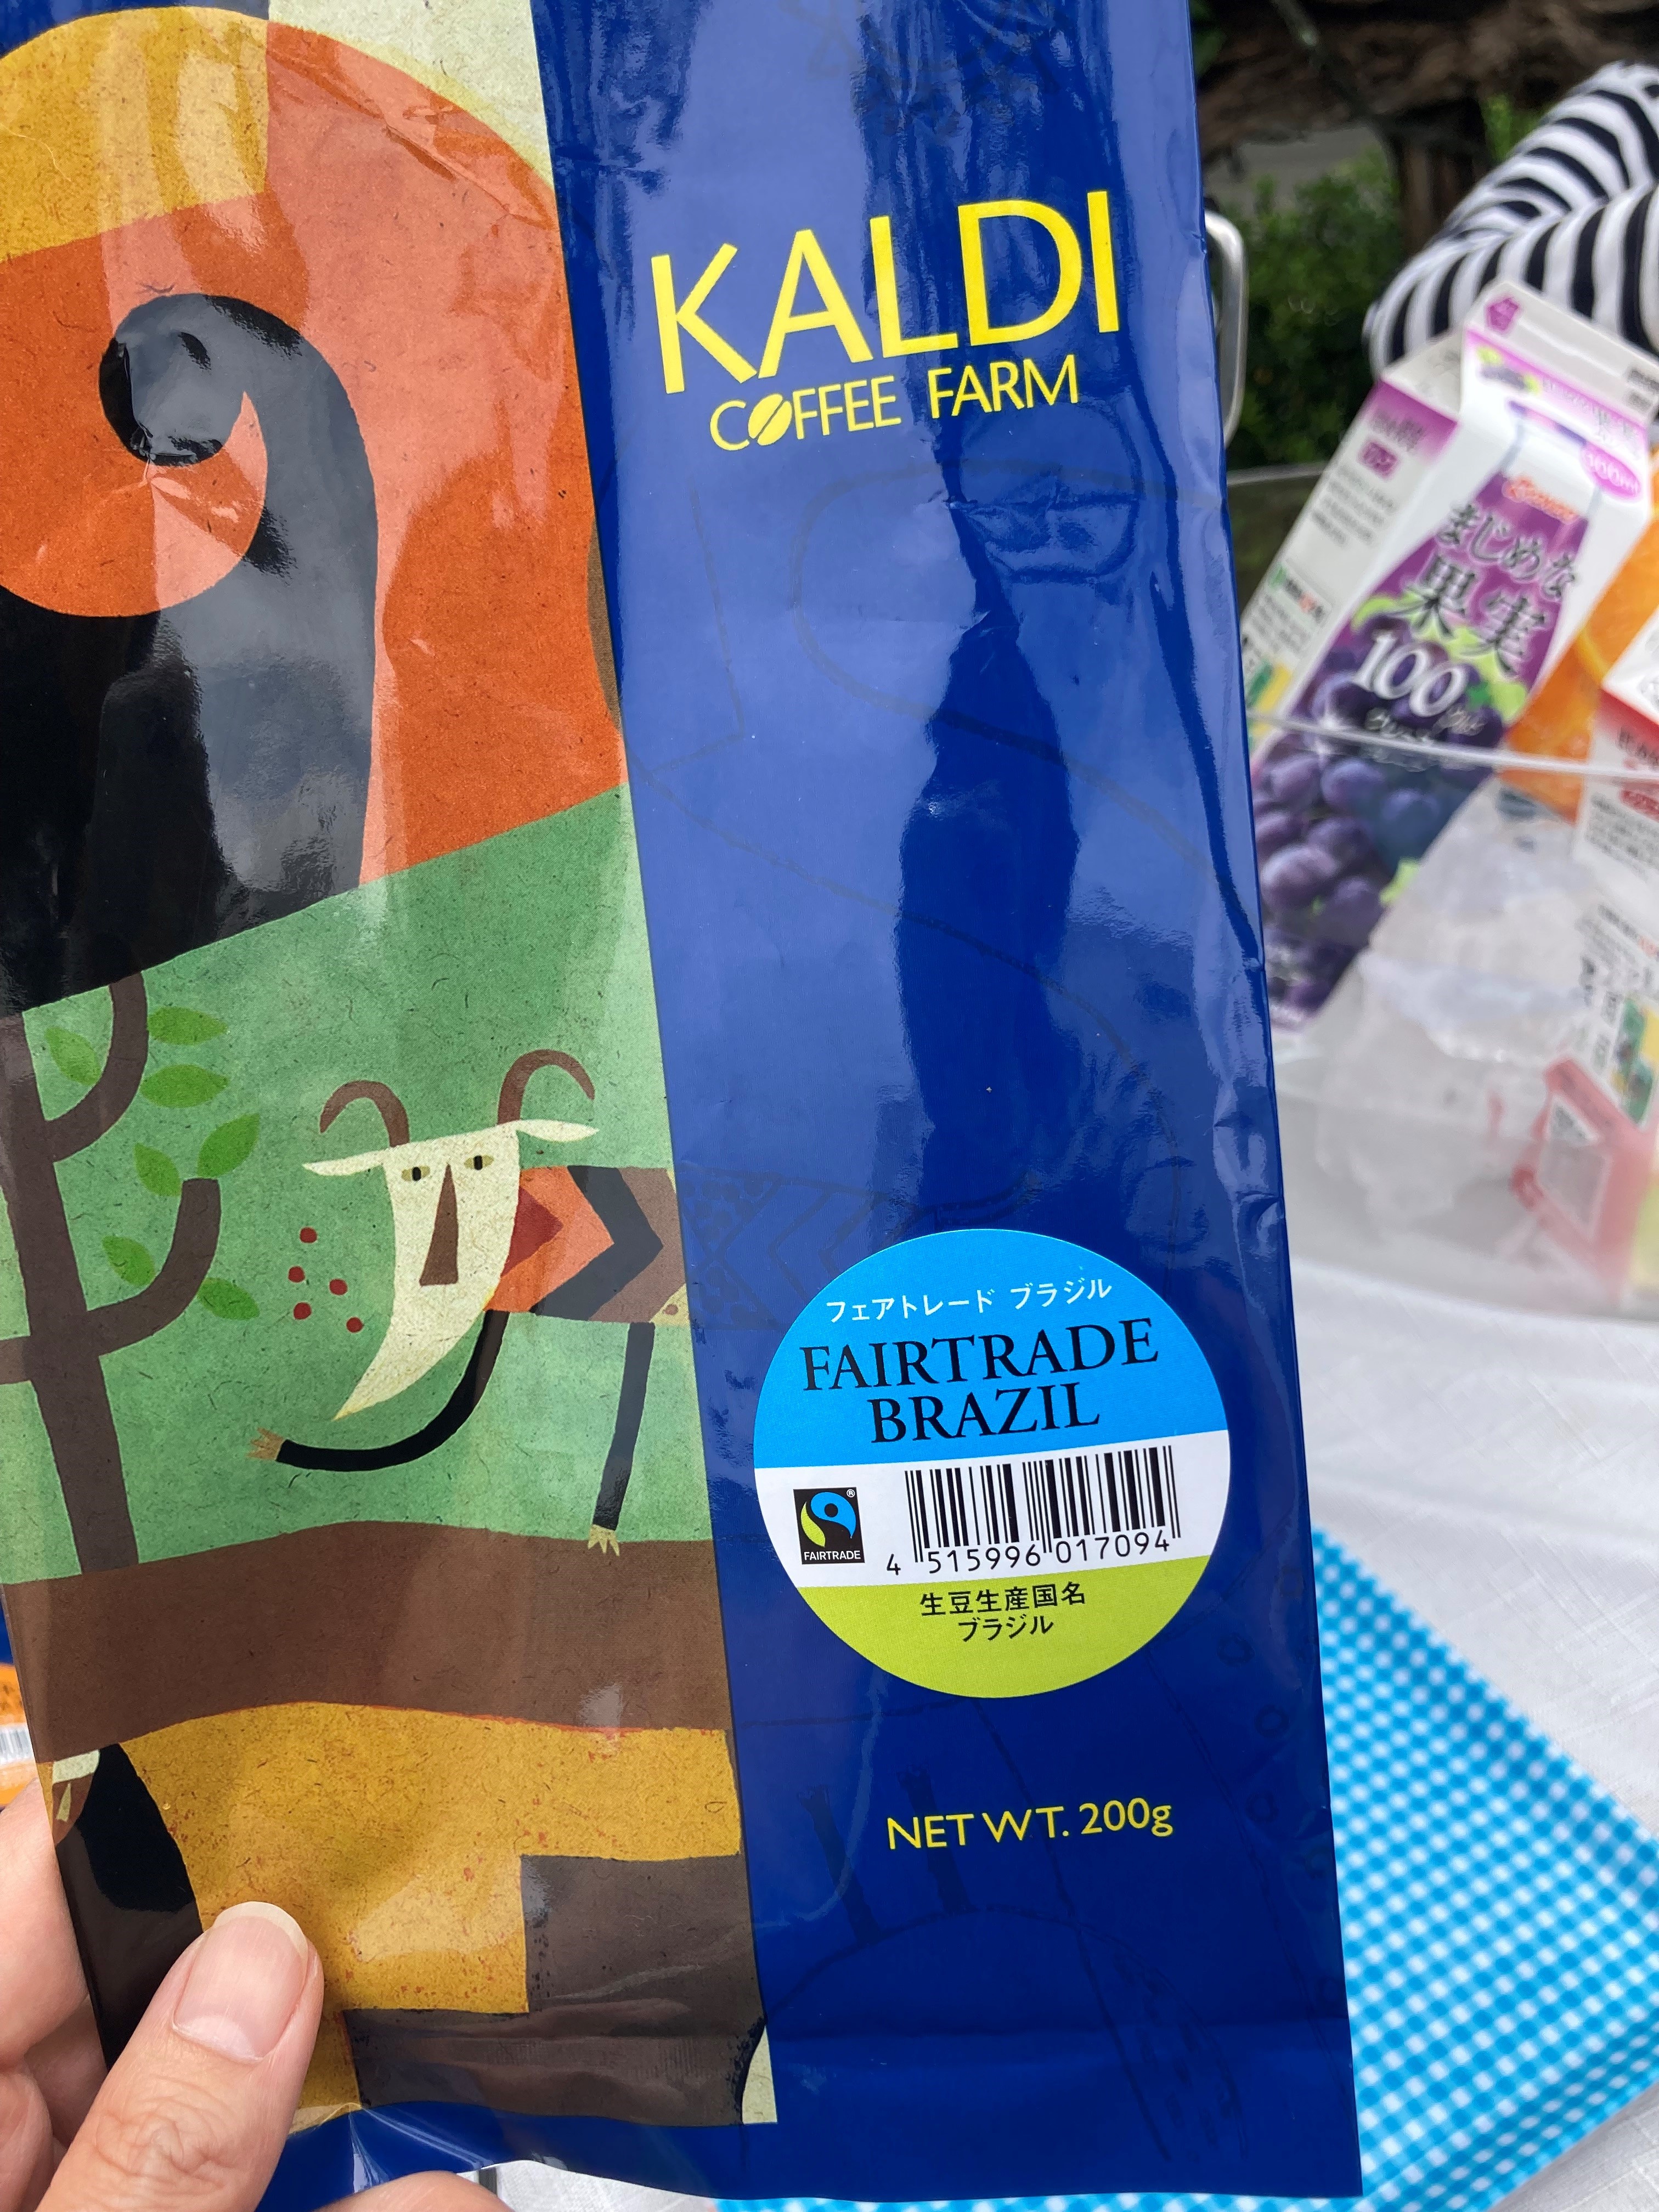 KALDI
COFFEE FARM
フェアトレード ブラジル
FAIRTRADE
BRAZIL
FAIRTRADE
4 515996 017094
生豆生産国名
ブラジル
NET WT. 200g
まじめな
果実
100